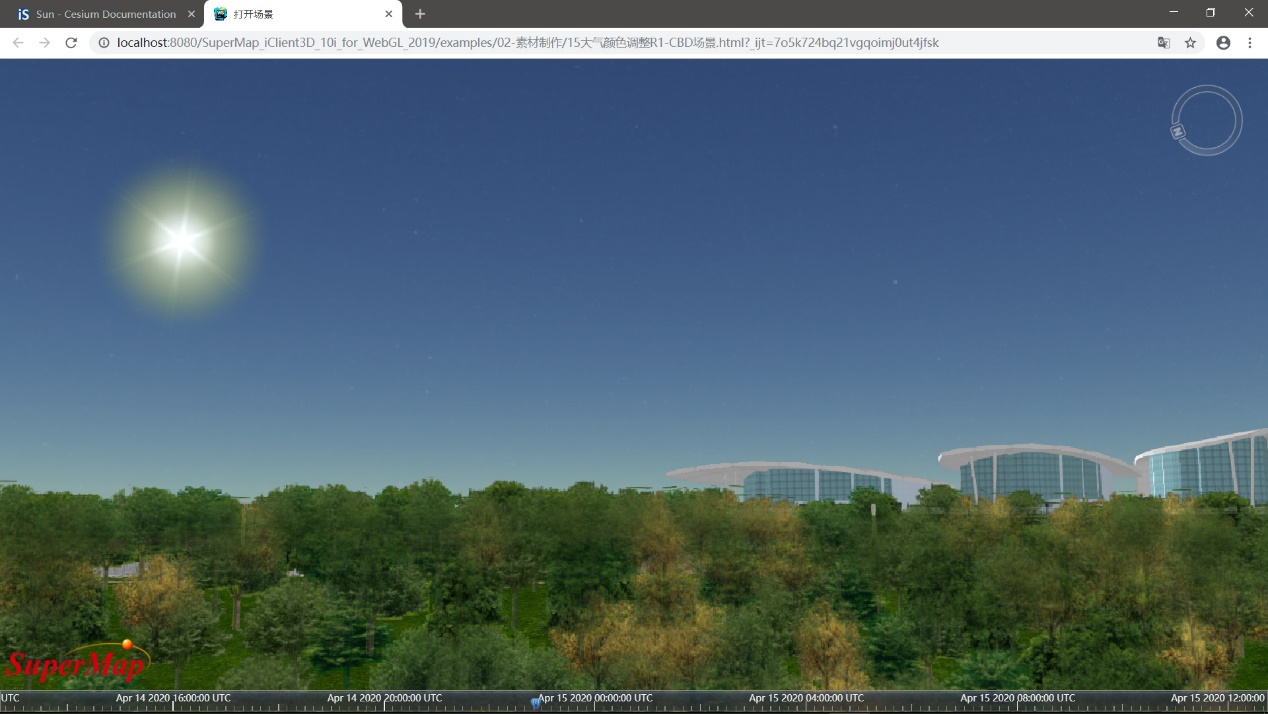 Sun - Cesium Documentation
打开场景
localhost:8080/SuperMap_iClient3D_10i_for_WebGL_2019/examples/02-素材制作/15大气颜色调整R1-CBD场景.html?_ijt=7o5k724bq21vgqoimj0ut4jfsk
N
SuperMap
UTC Apr 14 2020 16:00:00 UTC Apr 14 2020 20:00:00 UTC Apr 15 2020 00:00:00 UTC Apr 15 2020 04:00:00 UTC Apr 15 2020 08:00:00 UTC Apr 15 2020 12:00:00